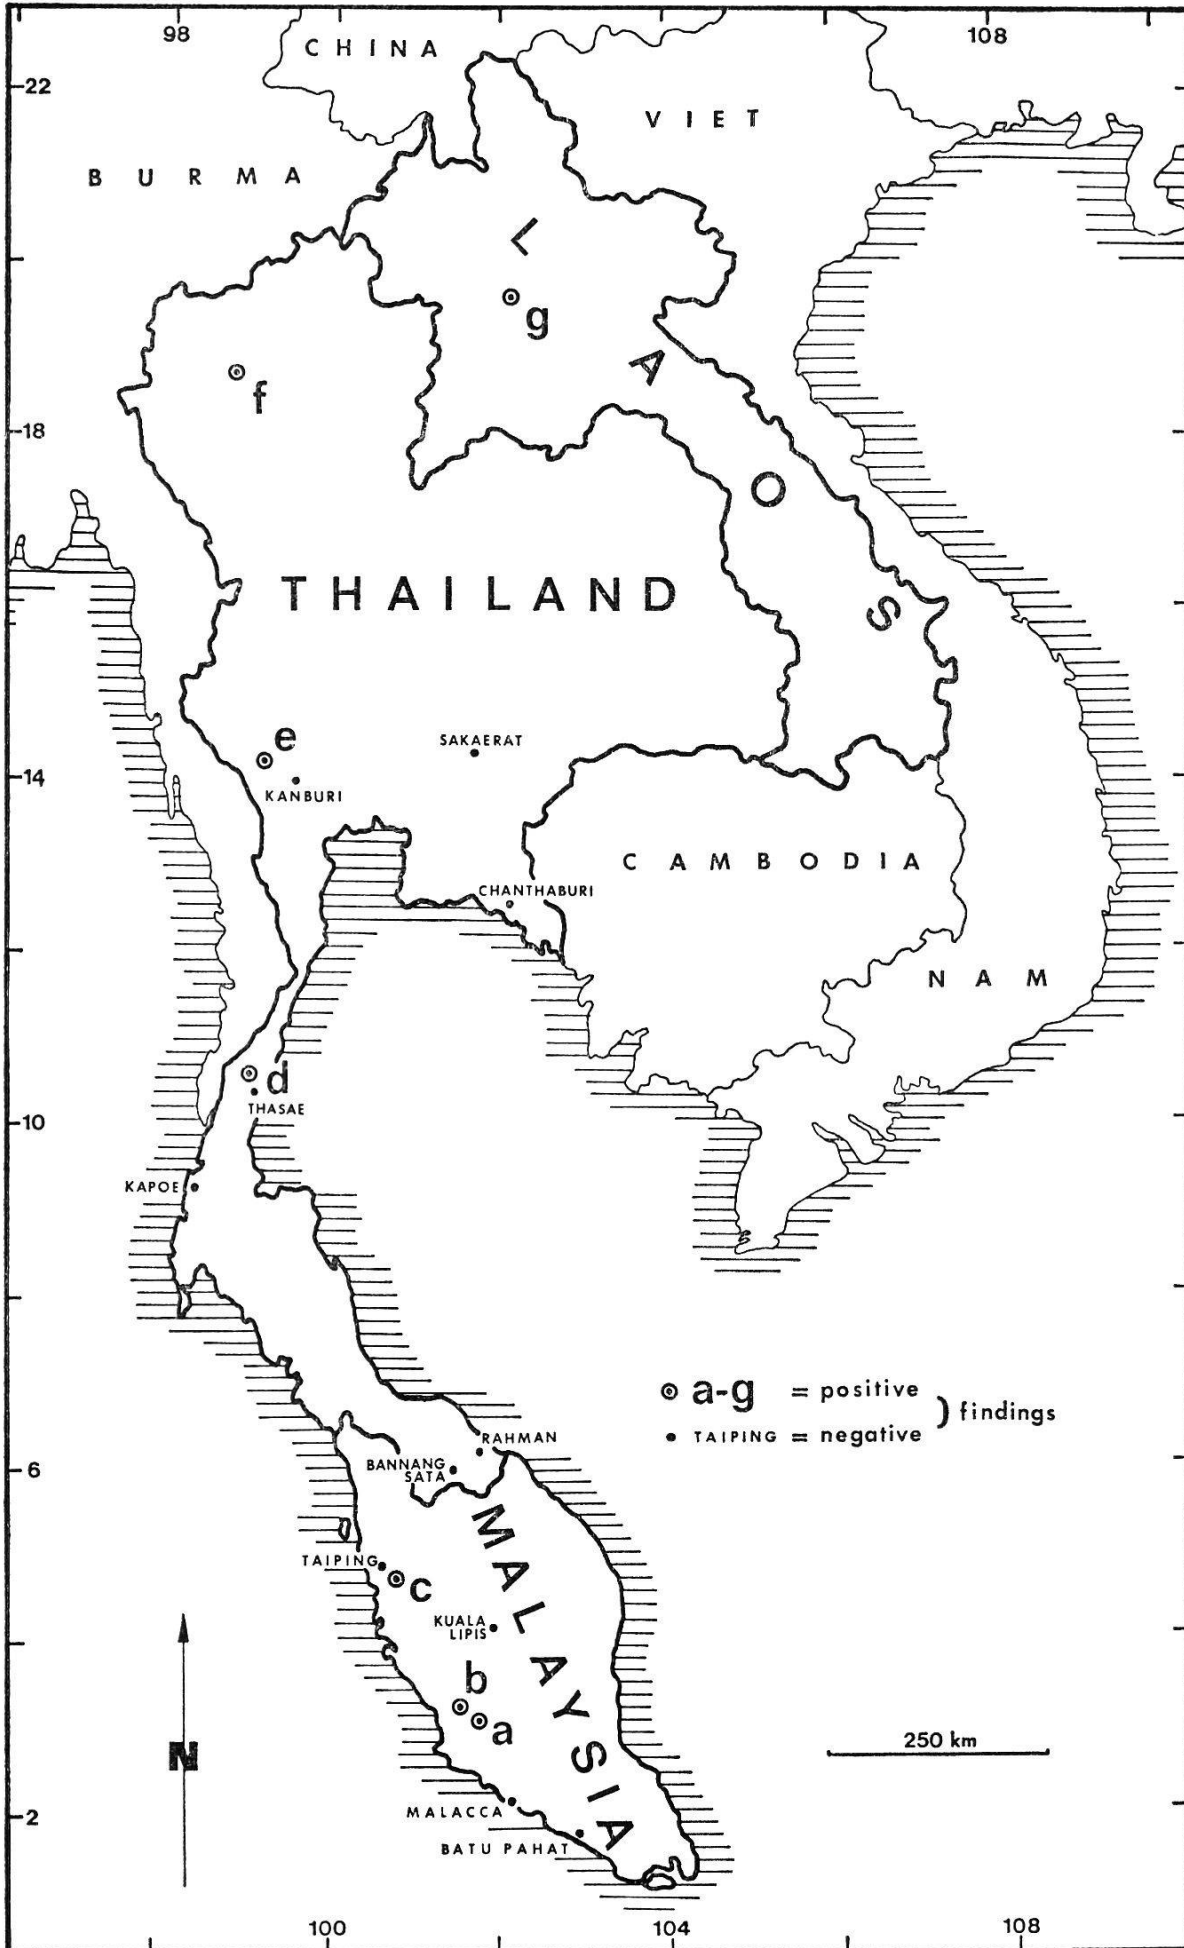 98
108
CHINA
22
VIET
BURMA
L
g
A
f
18
O
THAILAND
S
e
SAKAERAT
14
KANBURI
CAMBODIA
CHANTHABURI
NAM
d
THASAE
10
KAPOE
a-g = positive
) findings
TAIPING = negative
RAHMAN
BANNANG
SATA
6
MALAYSIA
TAIPING
c
KUALA
LIPIS
b
a
250 km
N
MALACCA
2
BATU PAHAT
100
104
108